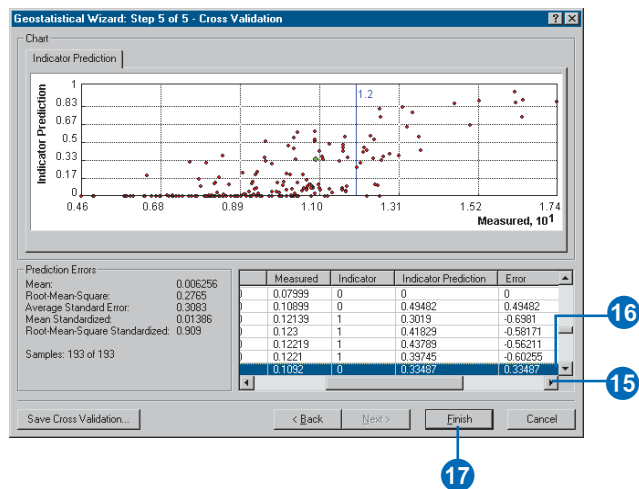 Geostatistical Wizard: Step 5 of 5 - Cross Validation
Chart
Indicator Prediction
Indicator Prediction
1
0.83
0.67
0.5
0.33
0.17
0
1.2
0.46 0.68 0.89 1.10 1.31 1.52 1.74
Measured, 10¹
Prediction Errors
Mean: 0.006256
Root-Mean-Square: 0.2765
Average Standard Error: 0.3083
Mean Standardized: 0.01386
Root-Mean-Square Standardized: 0.909
Samples: 193 of 193
Measured Indicator Indicator Prediction Error
0.07999 0 0 0
0.10899 0 0.49482 0.49482
0.12139 1 0.3019 -0.6981
0.123 1 0.41829 -0.58171
0.12219 1 0.43789 -0.56211
0.1221 1 0.39745 -0.60255
0.1092 0 0.33487 0.33487
16
15
Save Cross Validation... < Back Next > Finish Cancel
17